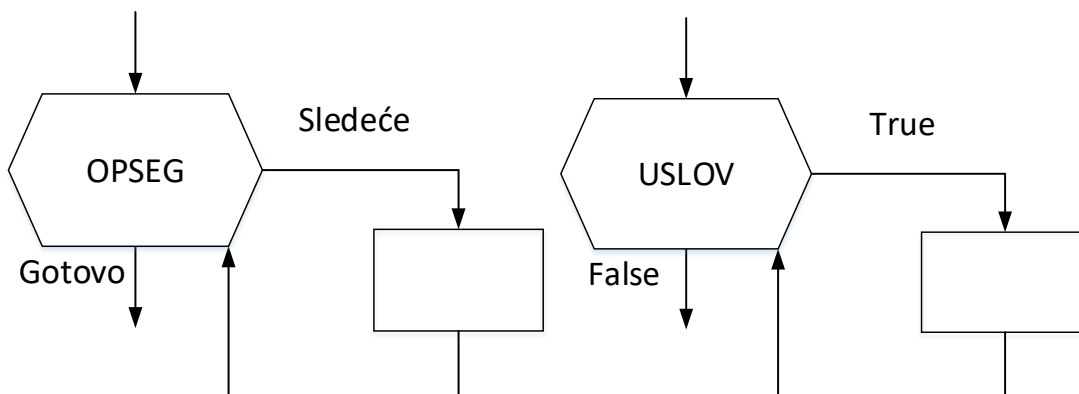 Sledeće
OPSEG
Gotovo
True
USLOV
False